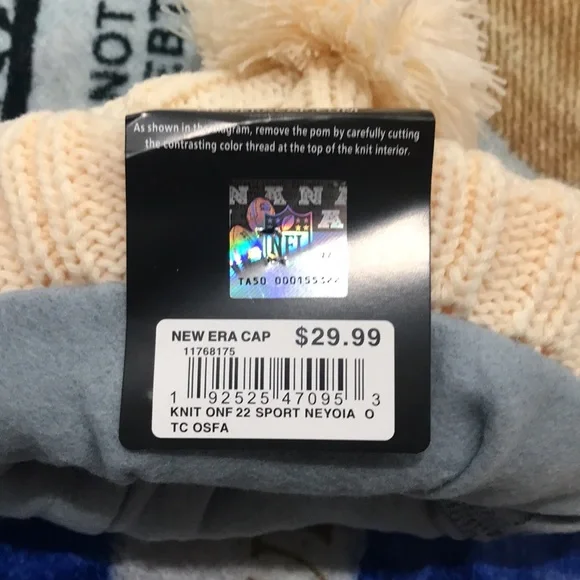 NOT
EBT
As shown in the diagram, remove the pom by carefully cutting
the contrasting color thread at the top of the knit interior.
N A N A
A
NFL
TA50
NEW ERA CAP $29.99
11768175
1 92525 47095 3
KNIT ONF 22 SPORT NEYOIA O
TC OSFA